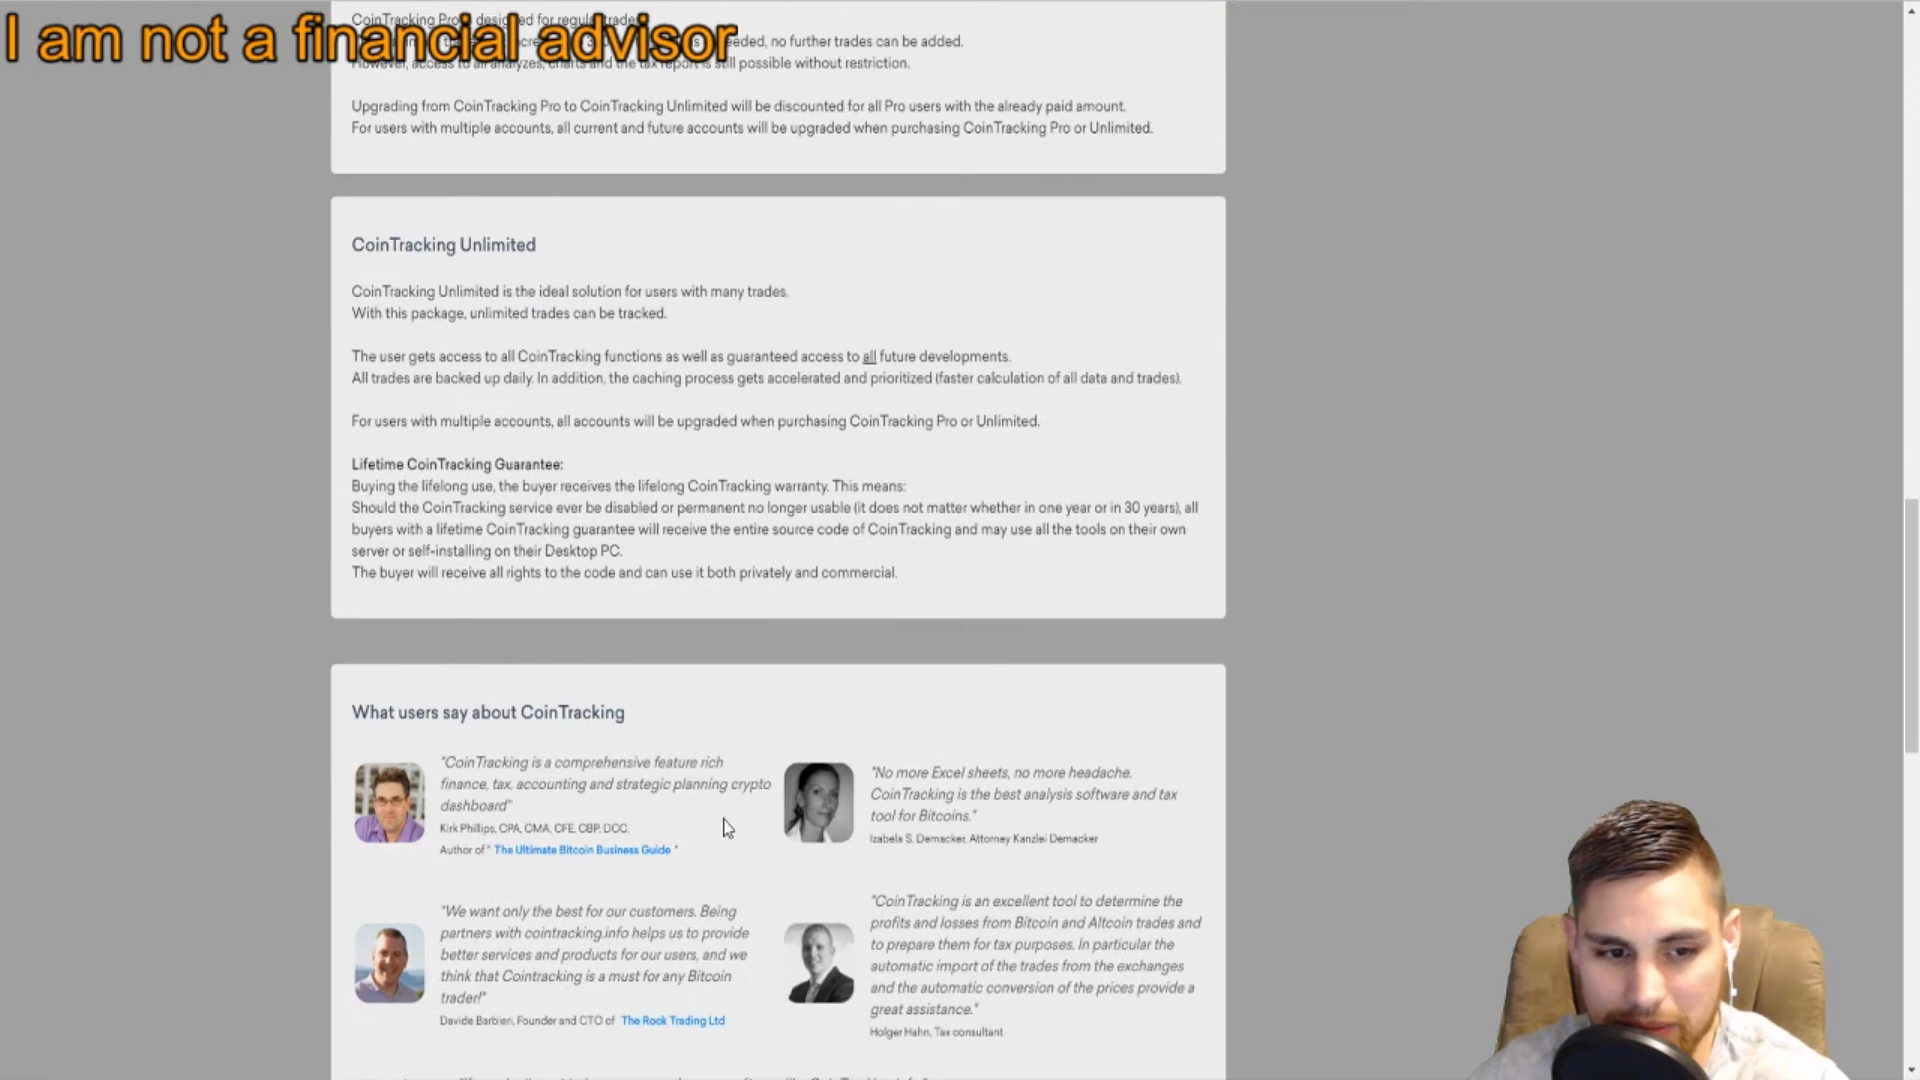 I am not a financial advisor
CoinTracking Pro designed for regular
eeded, no further trades can be added.
However, access to all analyzes, charts and the tax report is still possible without restriction.
Upgrading from CoinTracking Pro to CoinTracking Unlimited will be discounted for all Pro users with the already paid amount.
For users with multiple accounts, all current and future accounts will be upgraded when purchasing CoinTracking Pro or Unlimited.
CoinTracking Unlimited
CoinTracking Unlimited is the ideal solution for users with many trades.
With this package, unlimited trades can be tracked.
The user gets access to all CoinTracking functions as well as guaranteed access to all future developments.
All trades are backed up daily. In addition, the caching process gets accelerated and prioritized (faster calculation of all data and trades).
For users with multiple accounts, all accounts will be upgraded when purchasing CoinTracking Pro or Unlimited.
Lifetime CoinTracking Guarantee:
Buying the lifelong use, the buyer receives the lifelong CoinTracking warranty. This means:
Should the CoinTracking service ever be disabled or permanent no longer usable (it does not matter whether in one year or in 30 years), all
buyers with a lifetime CoinTracking guarantee will receive the entire source code of CoinTracking and may use all the tools on their own
server or self-installing on their Desktop PC.
The buyer will receive all rights to the code and can use it both privately and commercial.
What users say about CoinTracking
"CoinTracking is a comprehensive feature rich
finance, tax, accounting and strategic planning crypto
dashboard"
Kirk Phillips, CPA, CMA, CFE, CBP, DCC,
Author of " The Ultimate Bitcoin Business Guide "
"No more Excel sheets, no more headache.
CoinTracking is the best analysis software and tax
tool for Bitcoins."
Izabela S. Demacker, Attorney Kanzlei Demacker
"We want only the best for our customers. Being
partners with cointracking.info helps us to provide
better services and products for our users, and we
think that Cointracking is a must for any Bitcoin
trader!"
Davide Barbieri, Founder and CTO of The Rock Trading Ltd
"CoinTracking is an excellent tool to determine the
profits and losses from Bitcoin and Altcoin trades and
to prepare them for tax purposes. In particular the
automatic import of the trades from the exchanges
and the automatic conversion of the prices provide a
great assistance."
Holger Hahn, Tax consultant